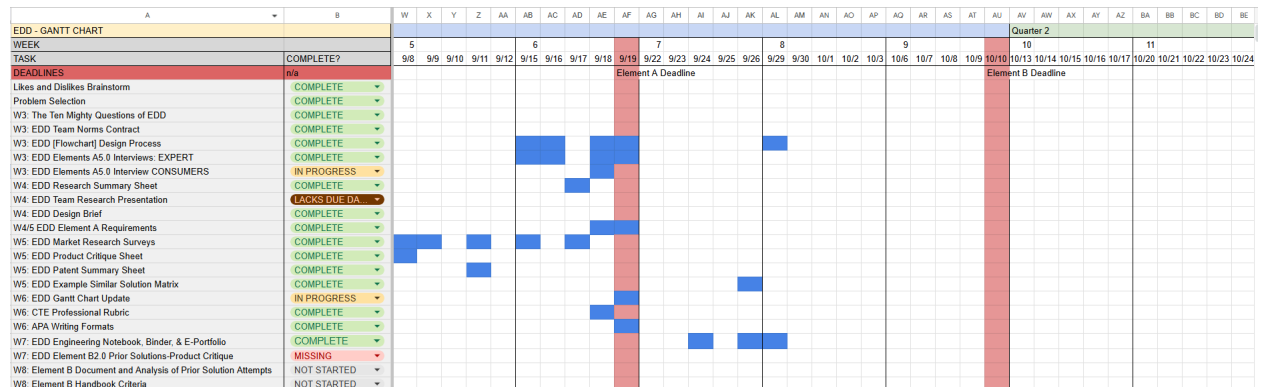 A B W X Y Z AA AB AC AD AE AF AG AH AI AJ AK AL AM AN AO AP AQ AR AS AT AU AV AW AX AY AZ BA BB BC BD BE
EDD - GANTT CHART Quarter 2
WEEK 5 6 7 8 9 10 11
TASK COMPLETE? 9/8 9/9 9/10 9/11 9/12 9/15 9/16 9/17 9/18 9/19 9/22 9/23 9/24 9/25 9/26 9/29 9/30 10/1 10/2 10/3 10/6 10/7 10/8 10/9 10/10 10/13 10/14 10/15 10/16 10/17 10/20 10/21 10/22 10/23 10/24
DEADLINES n/a Element A Deadline Element B Deadline
Likes and Dislikes Brainstorm COMPLETE
Problem Selection COMPLETE
W3: The Ten Mighty Questions of EDD COMPLETE
W3: EDD Team Norms Contract COMPLETE
W3: EDD [Flowchart] Design Process COMPLETE
W3: EDD Elements A5.0 Interviews: EXPERT COMPLETE
W3: EDD Elements A5.0 Interview CONSUMERS IN PROGRESS
W4: EDD Research Summary Sheet COMPLETE
W4: EDD Team Research Presentation LACKS DUE DA...
W4: EDD Design Brief COMPLETE
W4/5 EDD Element A Requirements COMPLETE
W5: EDD Market Research Surveys COMPLETE
W5: EDD Product Critique Sheet COMPLETE
W5: EDD Patent Summary Sheet COMPLETE
W5: EDD Example Similar Solution Matrix COMPLETE
W6: EDD Gantt Chart Update IN PROGRESS
W6: CTE Professional Rubric COMPLETE
W6: APA Writing Formats COMPLETE
W7: EDD Engineering Notebook, Binder, & E-Portfolio COMPLETE
W7: EDD Element B2.0 Prior Solutions-Product Critique MISSING
W8: Element B Document and Analysis of Prior Solution Attempts NOT STARTED
W8: Element B Handbook Criteria NOT STARTED